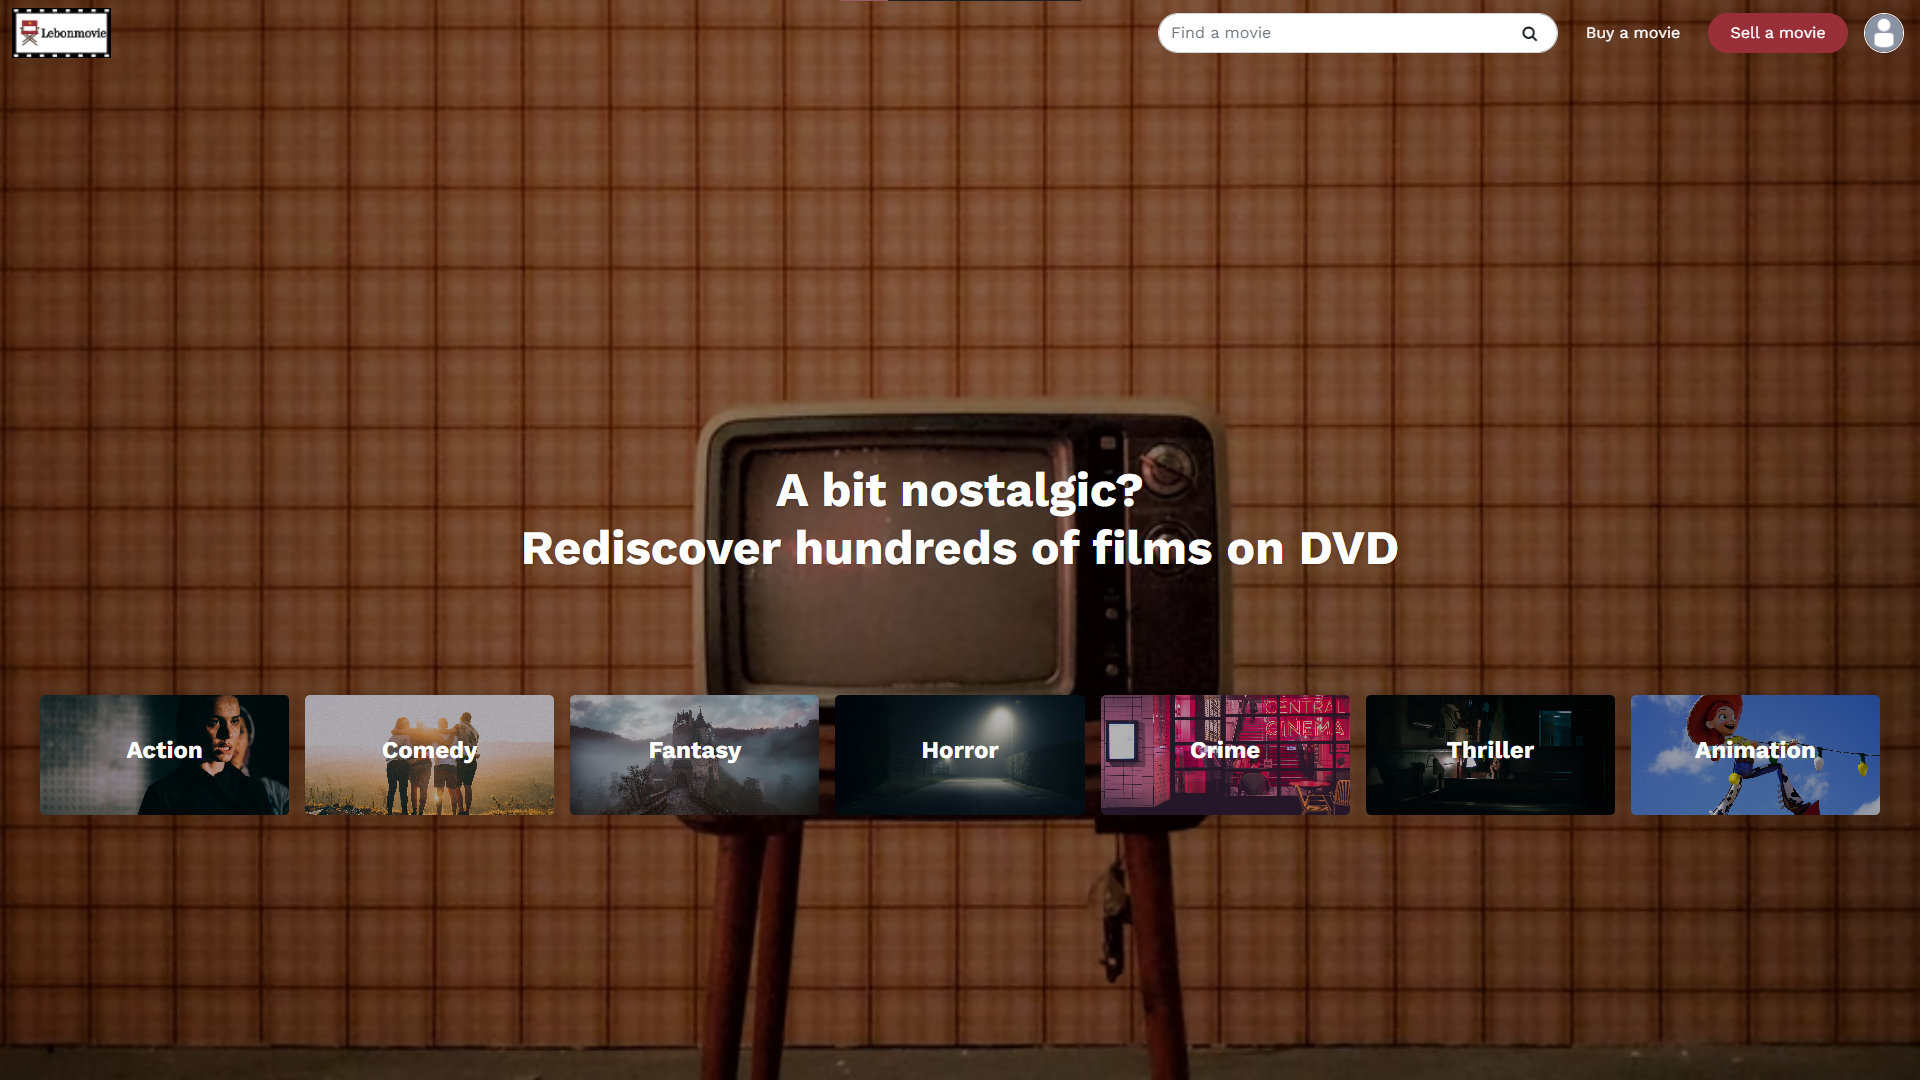 Lebonmovie
Find a movie
Buy a movie
Sell a movie
A bit nostalgic?
Rediscover hundreds of films on DVD
Action
Comedy
Fantasy
Horror
CENTRAL
CINEMA
Crime
Thriller
Animation